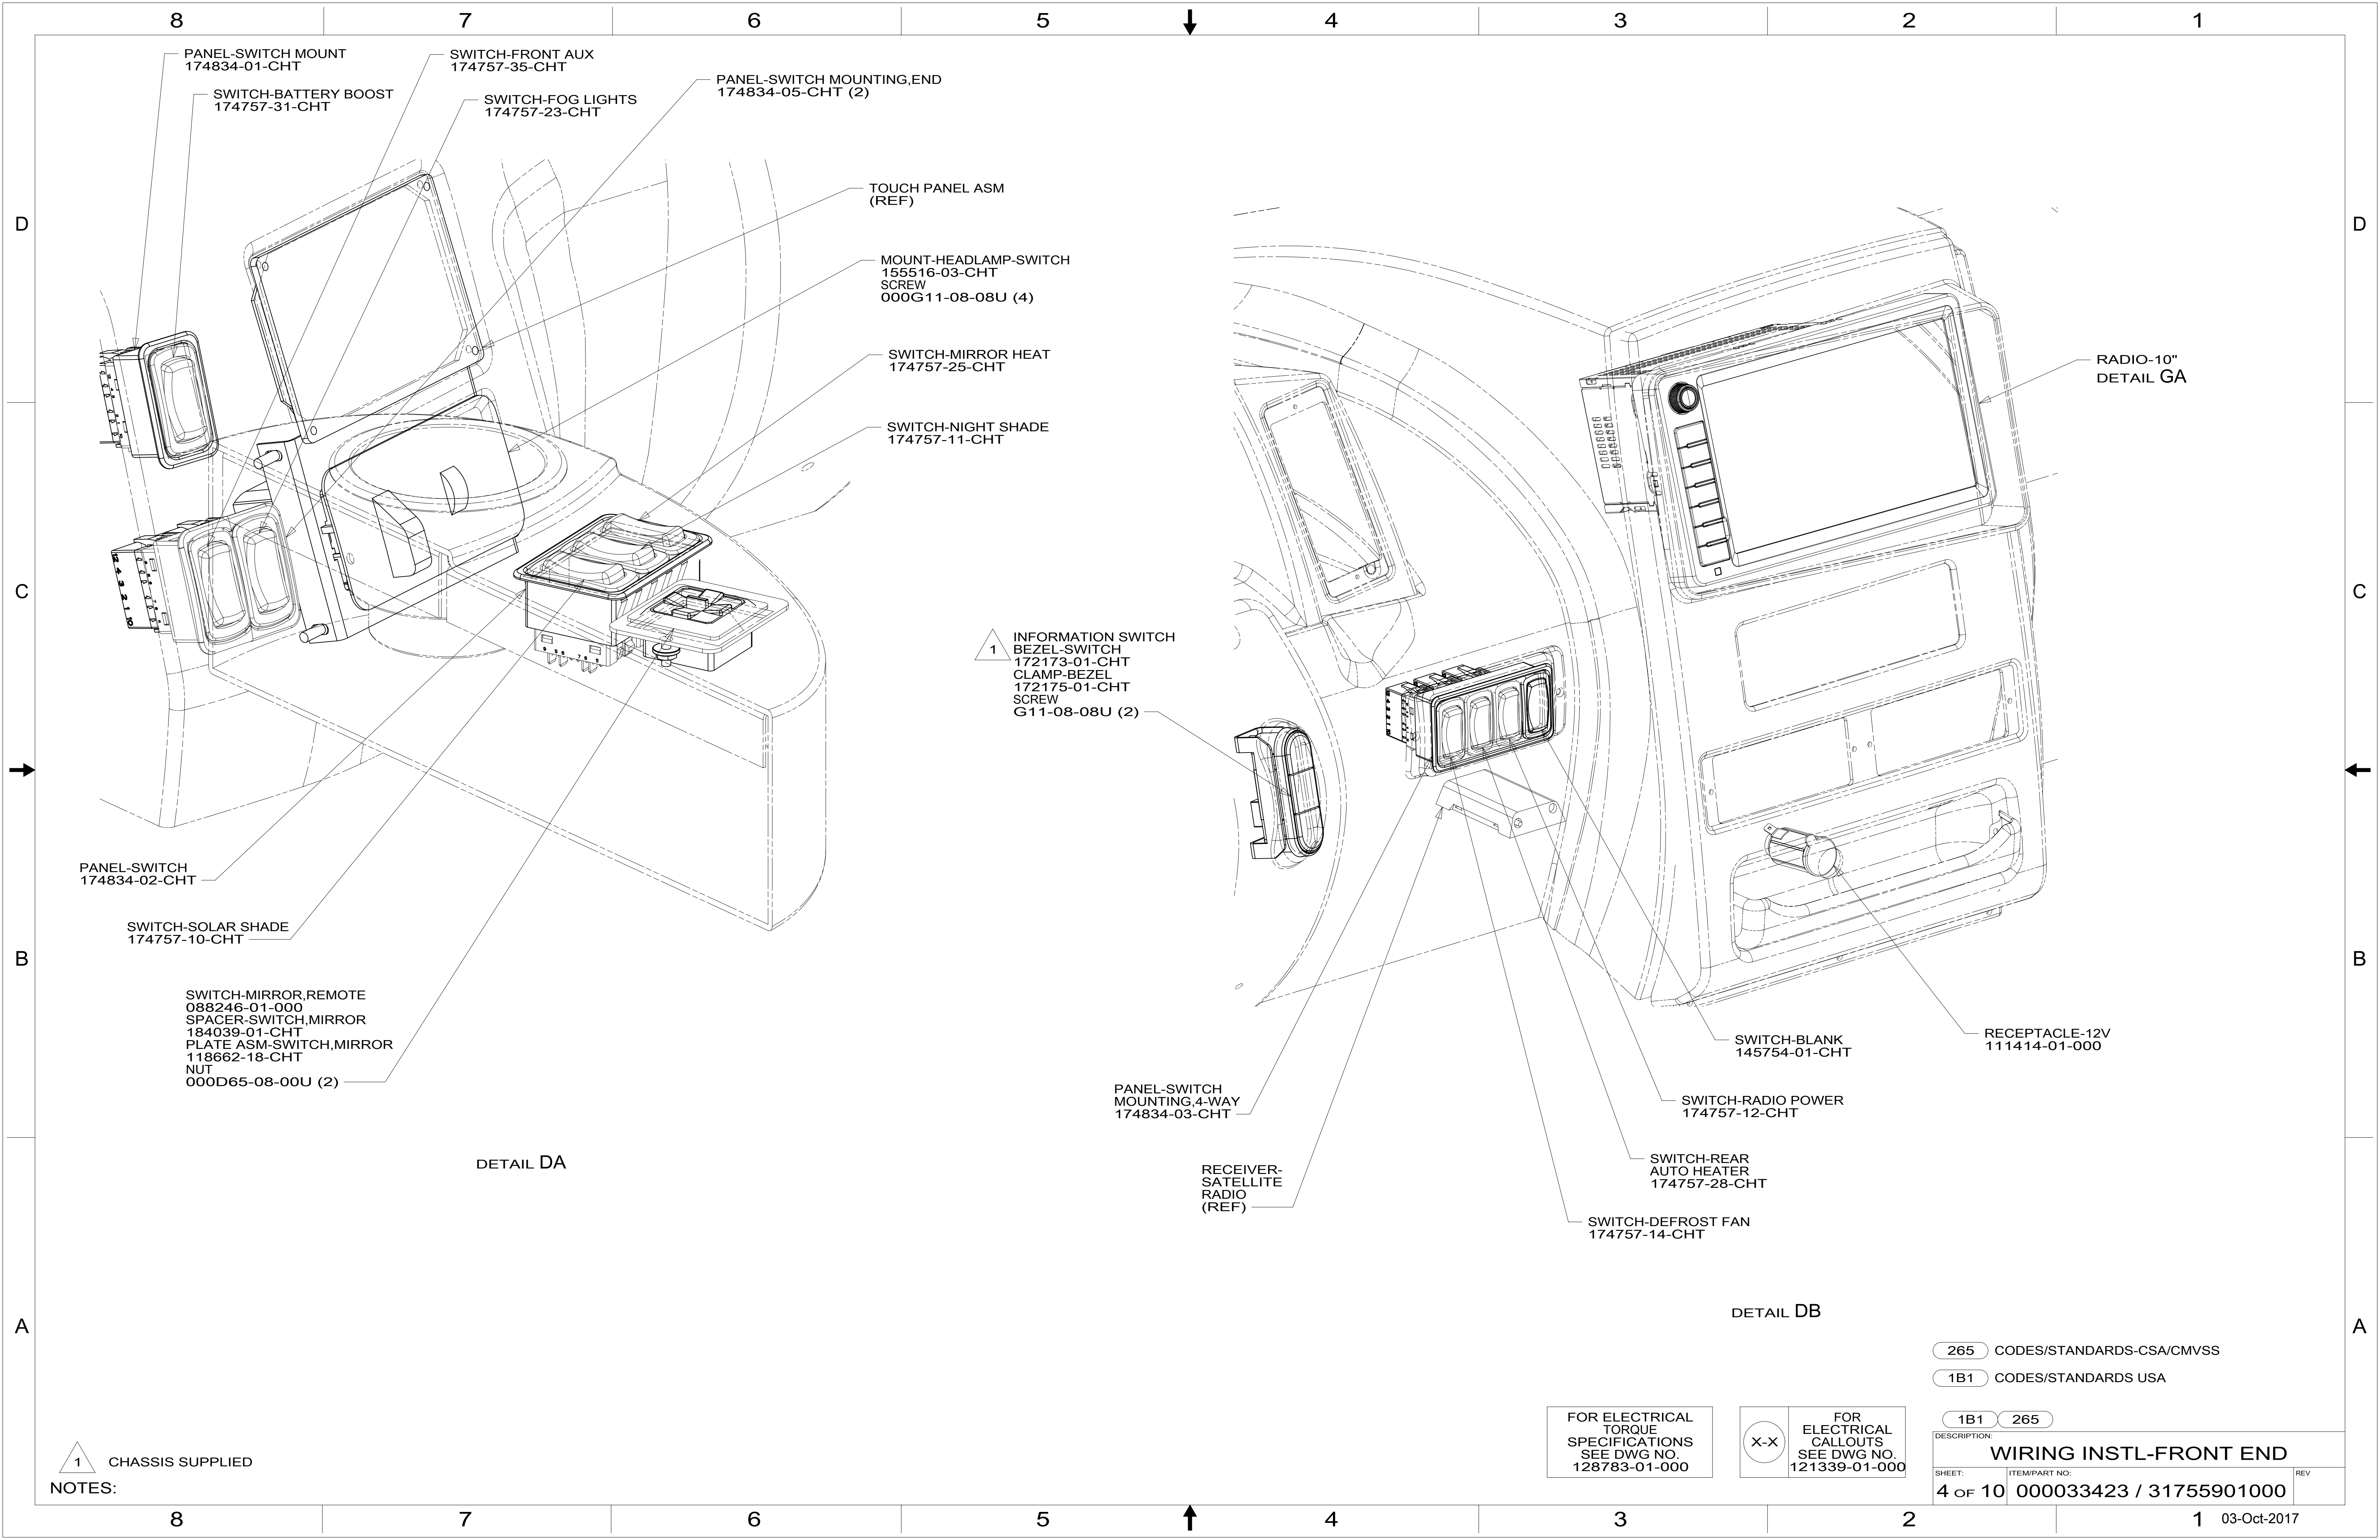 8 7 6 5 4 3 2 1
PANEL-SWITCH MOUNT
174834-01-CHT
SWITCH-BATTERY BOOST
174757-31-CHT
SWITCH-FRONT AUX
174757-35-CHT
SWITCH-FOG LIGHTS
174757-23-CHT
PANEL-SWITCH MOUNTING,END
174834-05-CHT (2)
TOUCH PANEL ASM
(REF)
MOUNT-HEADLAMP-SWITCH
155516-03-CHT
SCREW
000G11-08-08U (4)
SWITCH-MIRROR HEAT
174757-25-CHT
SWITCH-NIGHT SHADE
174757-11-CHT
PANEL-SWITCH
174834-02-CHT
SWITCH-SOLAR SHADE
174757-10-CHT
SWITCH-MIRROR,REMOTE
088246-01-000
SPACER-SWITCH,MIRROR
184039-01-CHT
PLATE ASM-SWITCH,MIRROR
118662-18-CHT
NUT
000D65-08-00U (2)
DETAIL DA
1
INFORMATION SWITCH
BEZEL-SWITCH
172173-01-CHT
CLAMP-BEZEL
172175-01-CHT
SCREW
G11-08-08U (2)
RADIO-10"
DETAIL GA
PANEL-SWITCH
MOUNTING,4-WAY
174834-03-CHT
RECEIVER-
SATELLITE
RADIO
(REF)
SWITCH-BLANK
145754-01-CHT
SWITCH-RADIO POWER
174757-12-CHT
SWITCH-REAR
AUTO HEATER
174757-28-CHT
SWITCH-DEFROST FAN
174757-14-CHT
RECEPTACLE-12V
111414-01-000
DETAIL DB
D
C
B
A
D
C
B
A
265 CODES/STANDARDS-CSA/CMVSS
1B1 CODES/STANDARDS USA
1B1 265
FOR ELECTRICAL
TORQUE
SPECIFICATIONS
SEE DWG NO.
128783-01-000
X-X
FOR
ELECTRICAL
CALLOUTS
SEE DWG NO.
121339-01-000
DESCRIPTION:
WIRING INSTL-FRONT END
SHEET:
4 OF 10
ITEM/PART NO:
000033423 / 31755901000
REV
1 CHASSIS SUPPLIED
NOTES:
8 7 6 5 4 3 2 1
03-Oct-2017